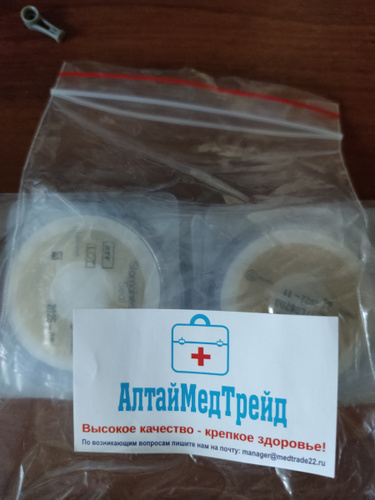 АлтайМедТрейд
Высокое качество - крепкое здоровье!
По возникающим вопросам пишите нам на почту: manager@medtrade22.ru